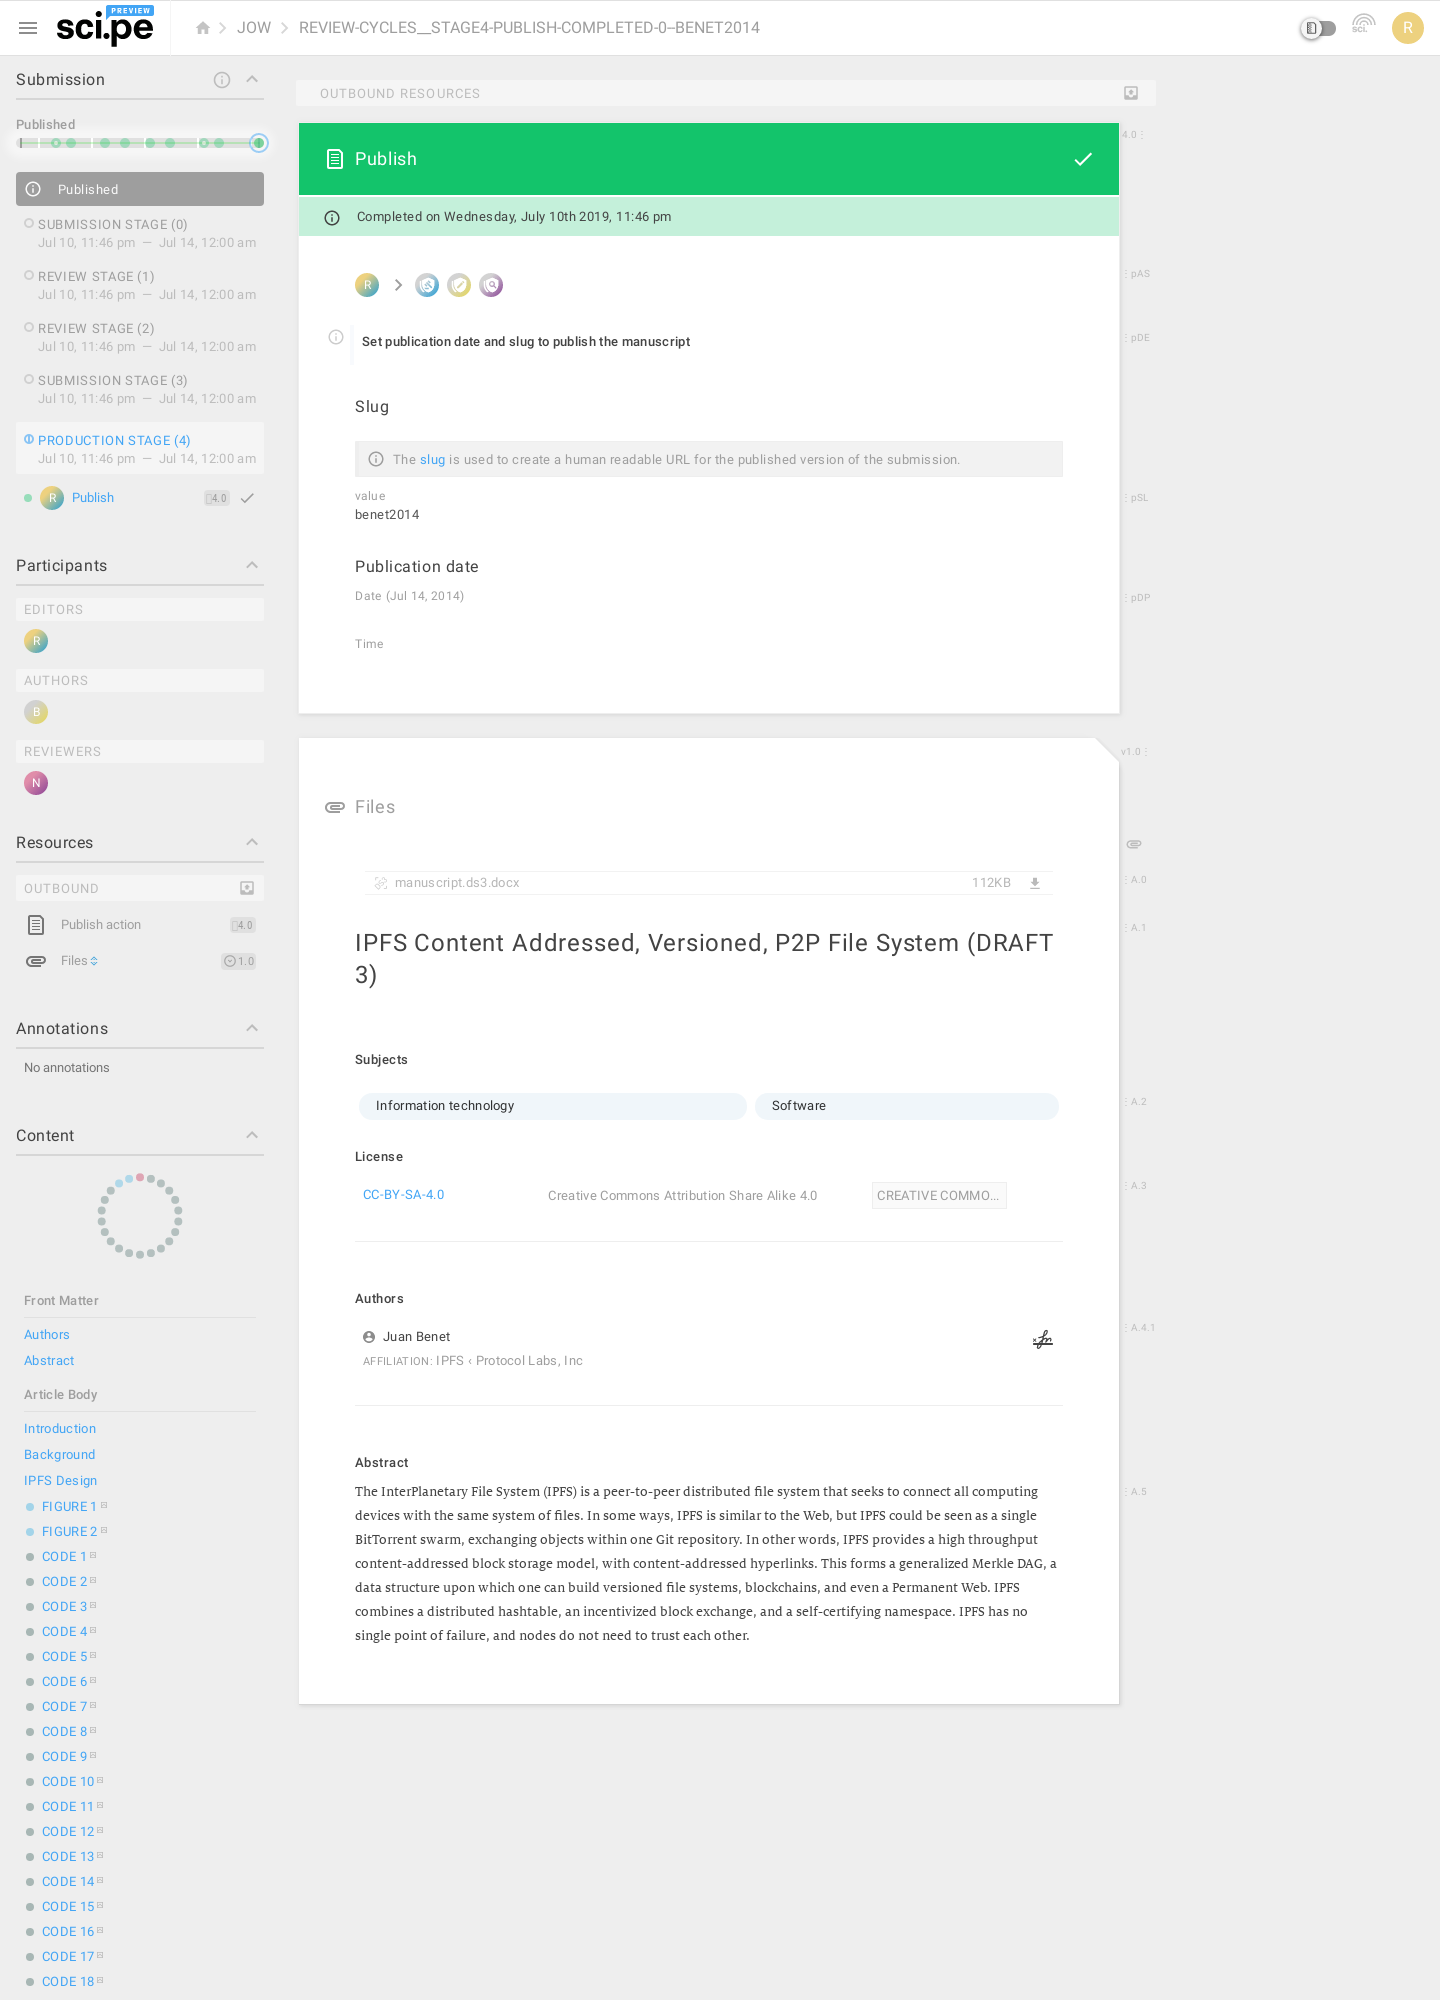 PREVIEW
sci.pe
JOW
REVIEW-CYCLES__STAGE4-PUBLISH-COMPLETED-0--BENET2014
SCI.
R
Submission
Published
Published
SUBMISSION STAGE (0)
Jul 10, 11:46 pm — Jul 14, 12:00 am
REVIEW STAGE (1)
Jul 10, 11:46 pm — Jul 14, 12:00 am
REVIEW STAGE (2)
Jul 10, 11:46 pm — Jul 14, 12:00 am
SUBMISSION STAGE (3)
Jul 10, 11:46 pm — Jul 14, 12:00 am
PRODUCTION STAGE (4)
Jul 10, 11:46 pm — Jul 14, 12:00 am
R Publish 4.0
Participants
EDITORS
R
AUTHORS
B
REVIEWERS
N
Resources
OUTBOUND
Publish action 4.0
Files 1.0
Annotations
No annotations
Content
Front Matter
Authors
Abstract
Article Body
Introduction
Background
IPFS Design
FIGURE 1
FIGURE 2
CODE 1
CODE 2
CODE 3
CODE 4
CODE 5
CODE 6
CODE 7
CODE 8
CODE 9
CODE 10
CODE 11
CODE 12
CODE 13
CODE 14
CODE 15
CODE 16
CODE 17
CODE 18
OUTBOUND RESOURCES
Publish
4.0
Completed on Wednesday, July 10th 2019, 11:46 pm
R
pAS
Set publication date and slug to publish the manuscript
pDE
Slug
The slug is used to create a human readable URL for the published version of the submission.
value
pSL
benet2014
Publication date
Date (Jul 14, 2014)
pDP
Time
v1.0
Files
manuscript.ds3.docx 112KB
A.0
IPFS Content Addressed, Versioned, P2P File System (DRAFT
3)
A.1
Subjects
Information technology Software
A.2
License
CC-BY-SA-4.0 Creative Commons Attribution Share Alike 4.0 CREATIVE COMMO...
A.3
Authors
Juan Benet
A.4.1
AFFILIATION: IPFS ‹ Protocol Labs, Inc
Abstract
A.5
The InterPlanetary File System (IPFS) is a peer-to-peer distributed file system that seeks to connect all computing
devices with the same system of files. In some ways, IPFS is similar to the Web, but IPFS could be seen as a single
BitTorrent swarm, exchanging objects within one Git repository. In other words, IPFS provides a high throughput
content-addressed block storage model, with content-addressed hyperlinks. This forms a generalized Merkle DAG, a
data structure upon which one can build versioned file systems, blockchains, and even a Permanent Web. IPFS
combines a distributed hashtable, an incentivized block exchange, and a self-certifying namespace. IPFS has no
single point of failure, and nodes do not need to trust each other.